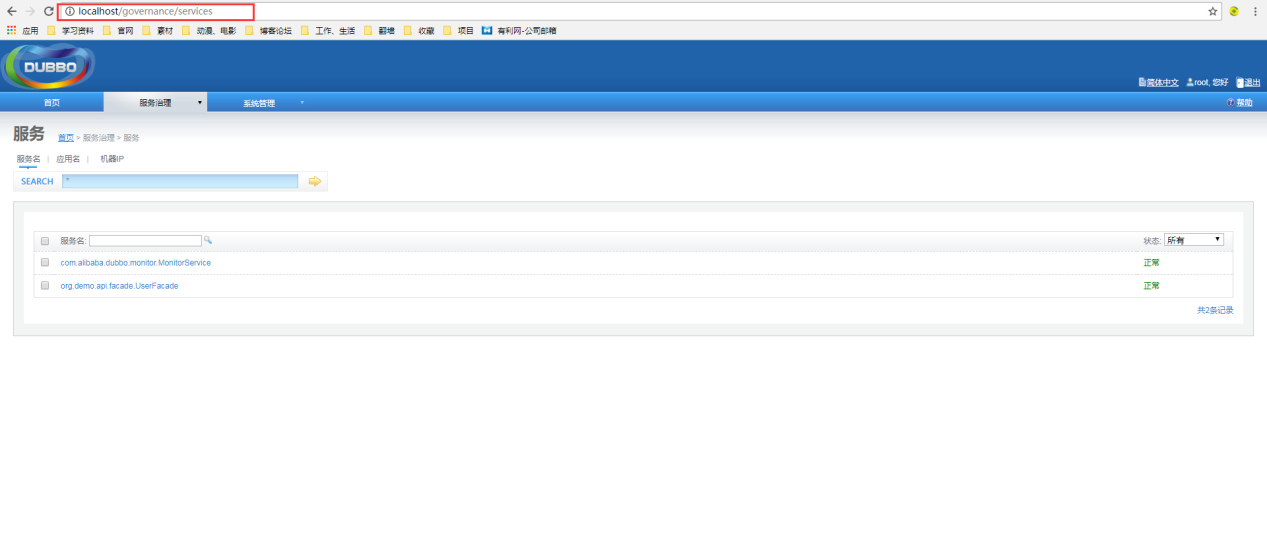 localhost/governance/services
应用 学习资料 官网 素材 动漫、电影 博客论坛 工作、生活 翻墙 收藏 项目 有利网-公司邮箱
DUBBO
简体中文 root, 您好 退出
首页 服务治理 系统管理 帮助
服务 首页 > 服务治理 > 服务
服务名 | 应用名 | 机器IP
SEARCH *
服务名: 状态: 所有
com.alibaba.dubbo.monitor.MonitorService 正常
org.demo.api.facade.UserFacade 正常
共2条记录